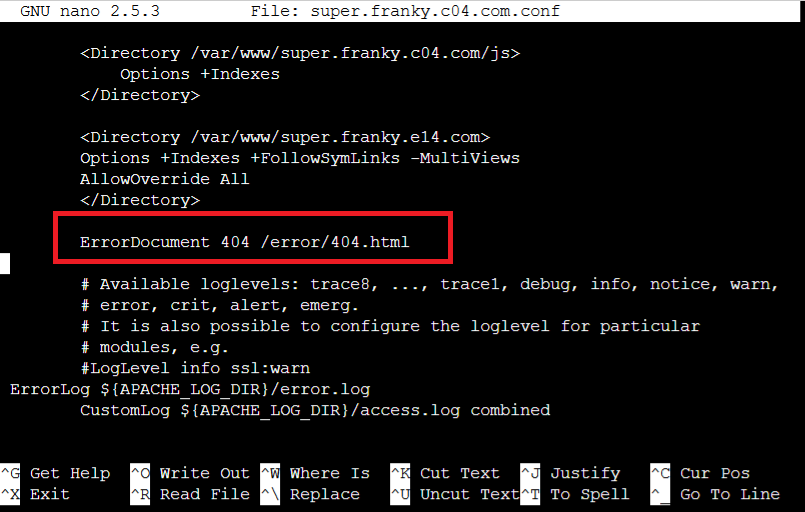 GNU nano 2.5.3 File: super.franky.c04.com.conf
<Directory /var/www/super.franky.c04.com/js>
Options +Indexes
</Directory>
<Directory /var/www/super.franky.e14.com>
Options +Indexes +FollowSymLinks -MultiViews
AllowOverride All
</Directory>
ErrorDocument 404 /error/404.html
# Available loglevels: trace8, ..., trace1, debug, info, notice, warn,
# error, crit, alert, emerg.
# It is also possible to configure the loglevel for particular
# modules, e.g.
#LogLevel info ssl:warn
ErrorLog ${APACHE_LOG_DIR}/error.log
CustomLog ${APACHE_LOG_DIR}/access.log combined
^G Get Help ^O Write Out ^W Where Is ^K Cut Text ^J Justify ^C Cur Pos
^X Exit ^R Read File ^\ Replace ^U Uncut Text ^T To Spell ^_ Go To Line